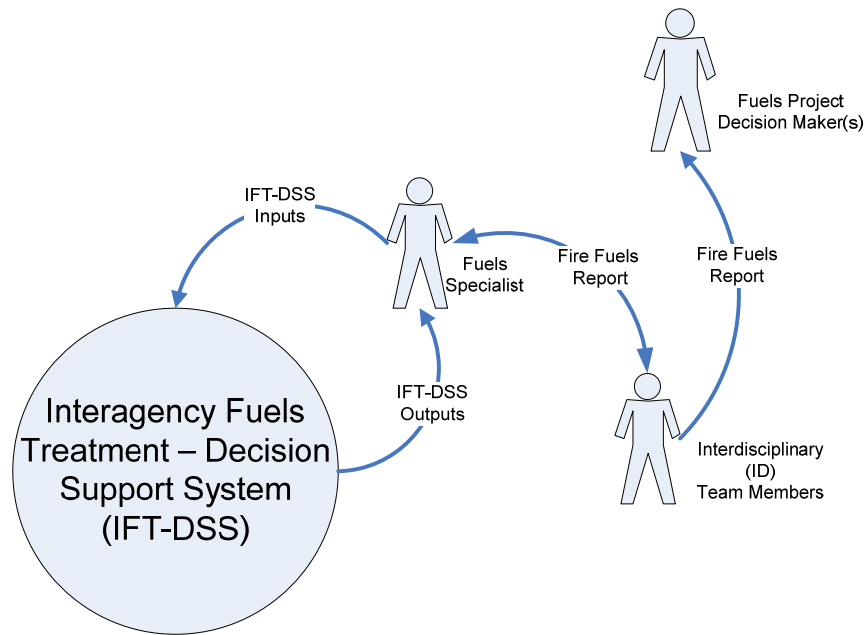 Fuels Project
Decision Maker(s)
IFT-DSS
Inputs
Fuels
Specialist
Fire Fuels
Report
Fire Fuels
Report
IFT-DSS
Outputs
Interagency Fuels
Treatment – Decision
Support System
(IFT-DSS)
Interdisciplinary
(ID)
Team Members